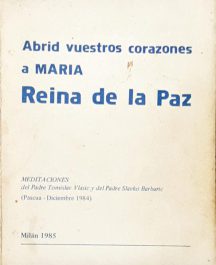 Abrid vuestros corazones
a MARIA
Reina de la Paz
MEDITACIONES
del Padre Tomislav Vlasic y del Padre Slavko Barbaric
(Pascua - Diciembre 1984)
Milán 1985